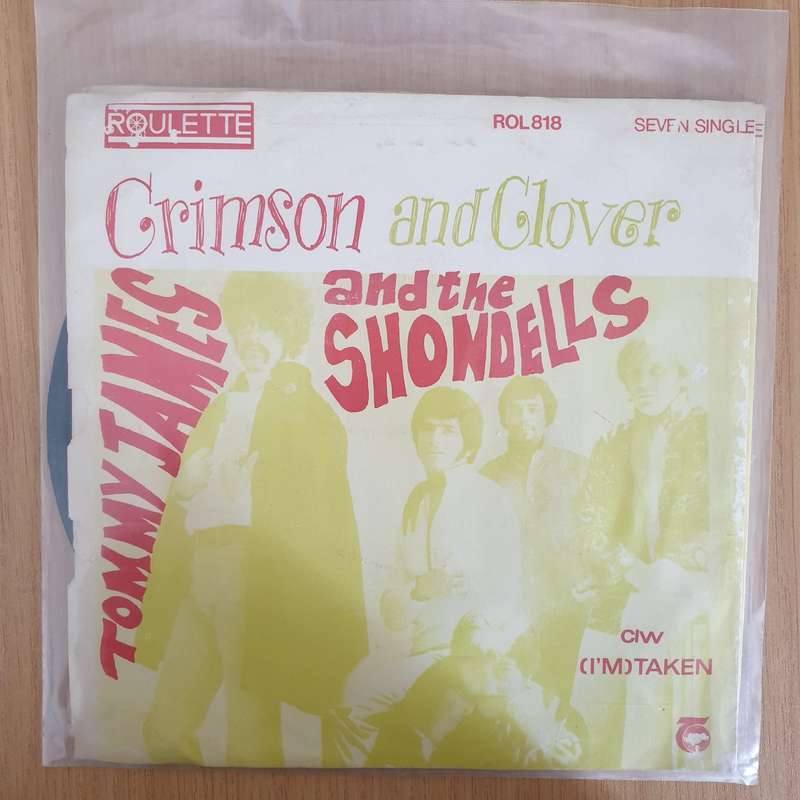 ROULETTE
ROL 818
SEVEN SINGLE
Crimson and Clover
TOMMY JAMES
and the
SHONDELLS
C/W
(I'M) TAKEN